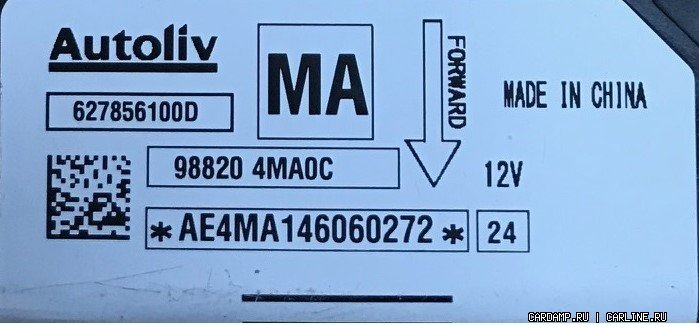 Autoliv
MA
FORWARD
MADE IN CHINA
627856100D
98820 4MA0C
12V
*AE4MA146060272*
24
CARDAMP.RU | CARLINE.RU